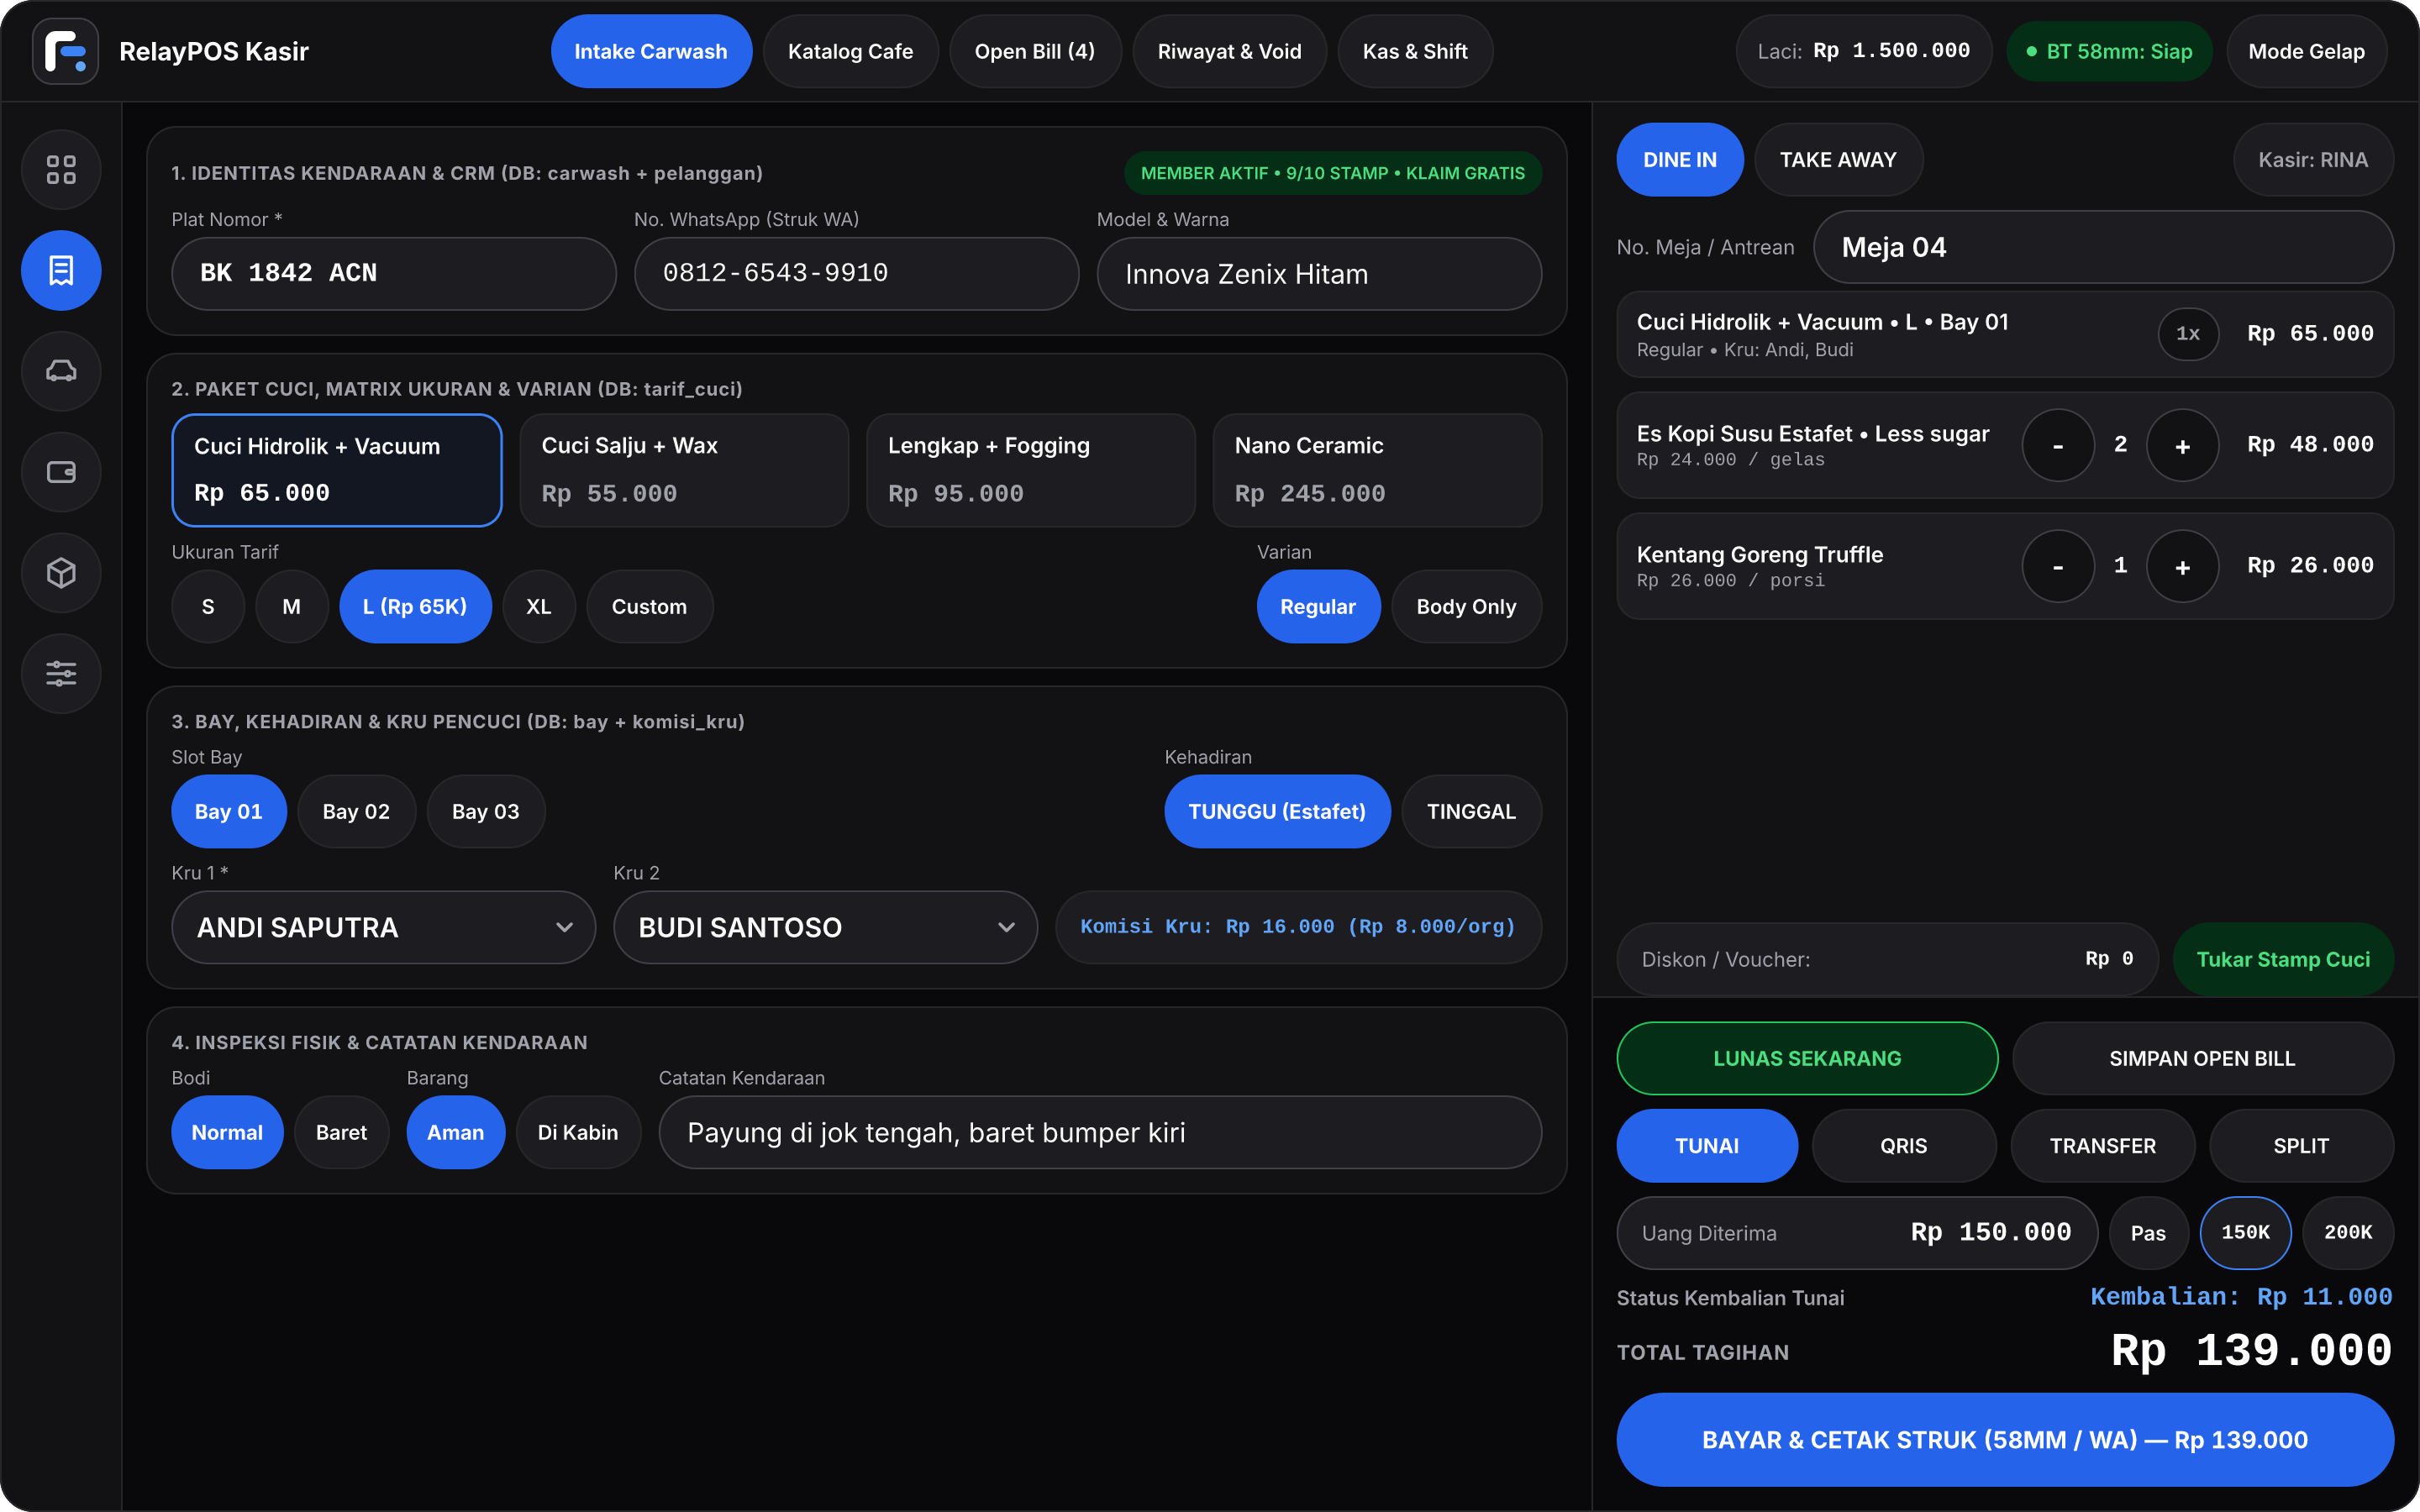 RelayPOS Kasir
Intake Carwash
Katalog Cafe
Open Bill (4)
Riwayat & Void
Kas & Shift
Laci: Rp 1.500.000
BT 58mm: Siap
Mode Gelap
1. IDENTITAS KENDARAAN & CRM (DB: carwash + pelanggan)
MEMBER AKTIF • 9/10 STAMP • KLAIM GRATIS
Plat Nomor *
No. WhatsApp (Struk WA)
Model & Warna
BK 1842 ACN
0812-6543-9910
Innova Zenix Hitam
2. PAKET CUCI, MATRIX UKURAN & VARIAN (DB: tarif_cuci)
Cuci Hidrolik + Vacuum
Rp 65.000
Cuci Salju + Wax
Rp 55.000
Lengkap + Fogging
Rp 95.000
Nano Ceramic
Rp 245.000
Ukuran Tarif
S
M
L (Rp 65K)
XL
Custom
Varian
Regular
Body Only
3. BAY, KEHADIRAN & KRU PENCUCI (DB: bay + komisi_kru)
Slot Bay
Bay 01
Bay 02
Bay 03
Kehadiran
TUNGGU (Estafet)
TINGGAL
Kru 1 *
ANDI SAPUTRA
Kru 2
BUDI SANTOSO
Komisi Kru: Rp 16.000 (Rp 8.000/org)
4. INSPEKSI FISIK & CATATAN KENDARAAN
Bodi
Normal
Baret
Barang
Aman
Di Kabin
Catatan Kendaraan
Payung di jok tengah, baret bumper kiri
DINE IN
TAKE AWAY
Kasir: RINA
No. Meja / Antrean
Meja 04
Cuci Hidrolik + Vacuum • L • Bay 01
Regular • Kru: Andi, Budi
1x
Rp 65.000
Es Kopi Susu Estafet • Less sugar
Rp 24.000 / gelas
- 2 +
Rp 48.000
Kentang Goreng Truffle
Rp 26.000 / porsi
- 1 +
Rp 26.000
Diskon / Voucher: Rp 0
Tukar Stamp Cuci
LUNAS SEKARANG
SIMPAN OPEN BILL
TUNAI
QRIS
TRANSFER
SPLIT
Uang Diterima Rp 150.000
Pas
150K
200K
Status Kembalian Tunai
Kembalian: Rp 11.000
TOTAL TAGIHAN
Rp 139.000
BAYAR & CETAK STRUK (58MM / WA) — Rp 139.000